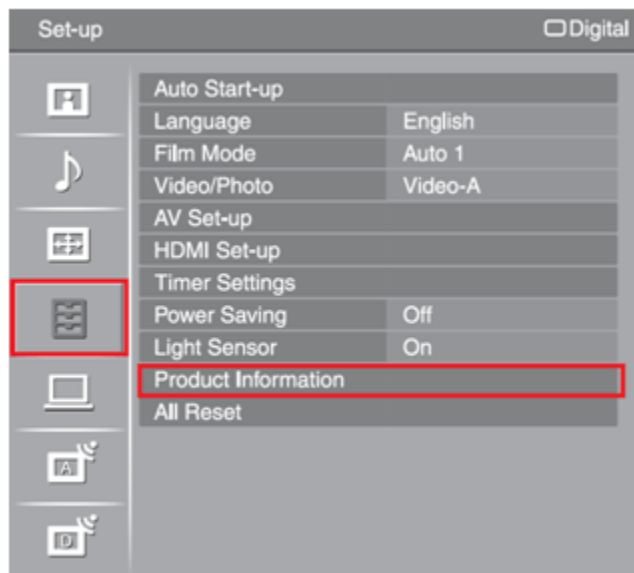 Set-up Digital
Auto Start-up
Language English
Film Mode Auto 1
Video/Photo Video-A
AV Set-up
HDMI Set-up
Timer Settings
Power Saving Off
Light Sensor On
Product Information
All Reset
A
D